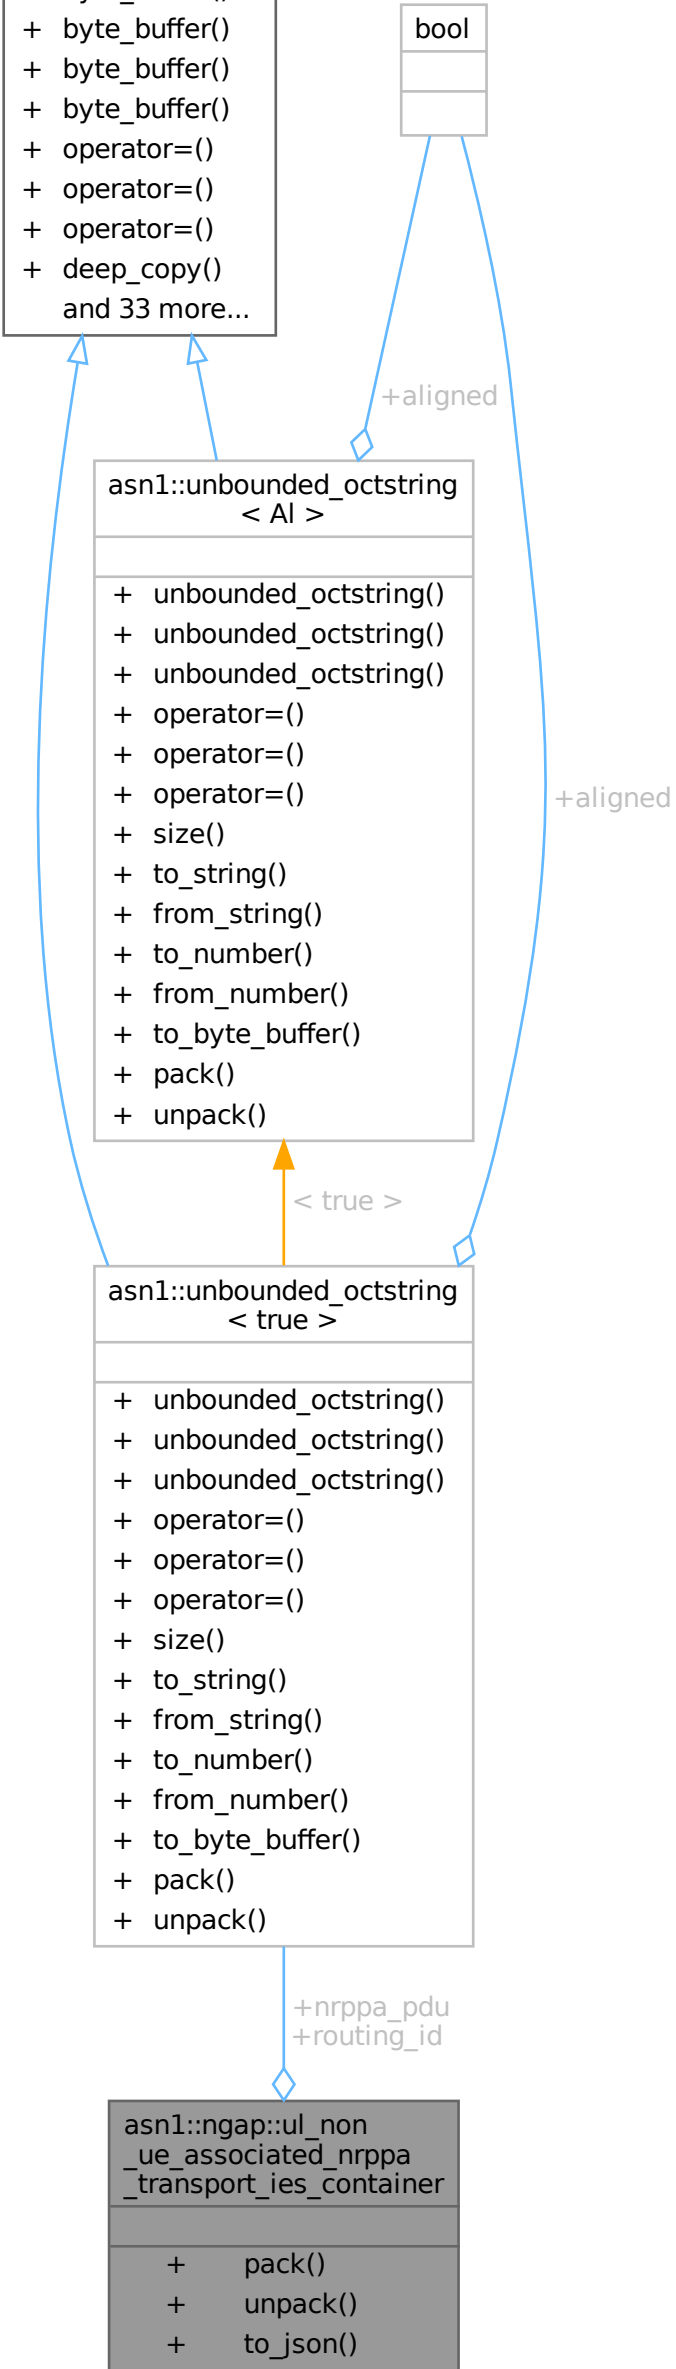 + byte_buffer()
+ byte_buffer()
+ byte_buffer()
+ operator=()
+ operator=()
+ operator=()
+ deep_copy()
and 33 more...
bool
+aligned
asn1::unbounded_octstring
< Al >
+ unbounded_octstring()
+ unbounded_octstring()
+ unbounded_octstring()
+ operator=()
+ operator=()
+ operator=()
+ size()
+ to_string()
+ from_string()
+ to_number()
+ from_number()
+ to_byte_buffer()
+ pack()
+ unpack()
+aligned
< true >
asn1::unbounded_octstring
< true >
+ unbounded_octstring()
+ unbounded_octstring()
+ unbounded_octstring()
+ operator=()
+ operator=()
+ operator=()
+ size()
+ to_string()
+ from_string()
+ to_number()
+ from_number()
+ to_byte_buffer()
+ pack()
+ unpack()
+nrppa_pdu
+routing_id
asn1::ngap::ul_non
_ue_associated_nrppa
_transport_ies_container
+ pack()
+ unpack()
+ to_json()